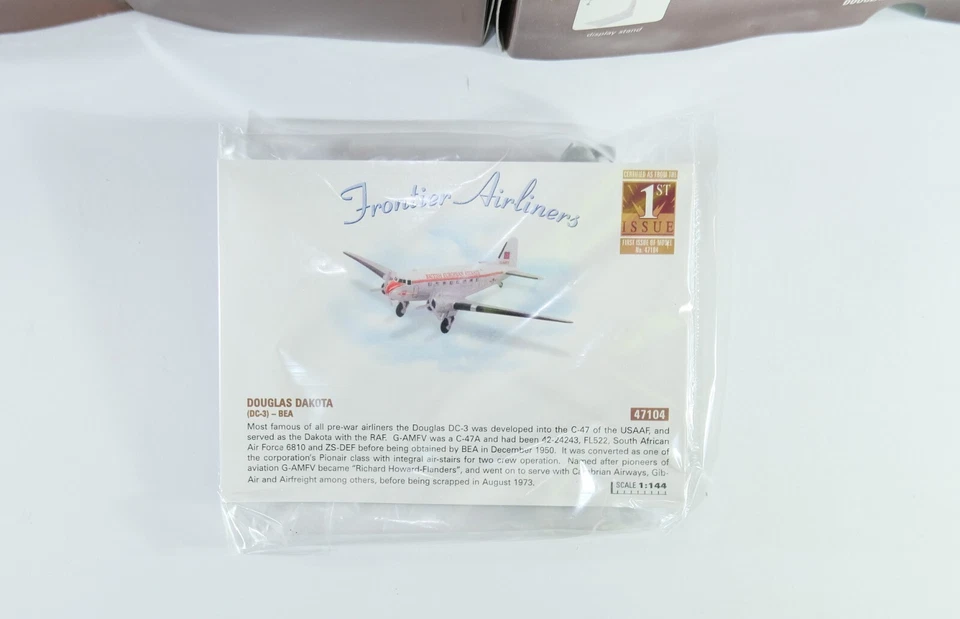 display stand
DOUGLAS
Frontier Airliners
CERTIFIED AS FROM THE
1ST
ISSUE
FIRST ISSUE OF MODEL
No. 47104
DOUGLAS DAKOTA
(DC-3) – BEA
47104
Most famous of all pre-war airliners the Douglas DC-3 was developed into the C-47 of the USAAF, and
served as the Dakota with the RAF. G-AMFV was a C-47A and had been 42-24243, FL522, South African
Air Force 6810 and ZS-DEF before being obtained by BEA in December 1950. It was converted as one of
the corporation's Pionair class with integral air-stairs for two crew operation. Named after pioneers of
aviation G-AMFV became "Richard Howard-Flanders", and went on to serve with Cambrian Airways, Gib-
Air and Airfreight among others, before being scrapped in August 1973.
SCALE 1:144